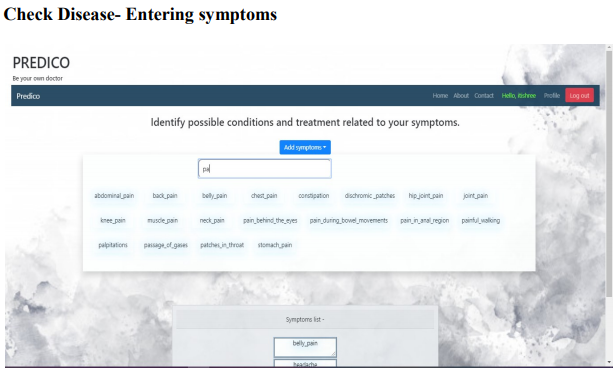 Check Disease- Entering symptoms
PREDICO
Be your own doctor
Predico Home About Contact Hello, Rishree Profile Log out
Identify possible conditions and treatment related to your symptoms.
Add symptoms
pa
abdominal_pain back_pain belly_pain chest_pain constipation dischromic _patches hip_joint_pain joint_pain
knee_pain muscle_pain neck_pain pain_behind_the_eyes pain_during_bowel_movements pain_in_anal_region painful_walking
palpitations passage_of_gases patches_in_throat stomach_pain
Symptoms list -
belly_pain
headache